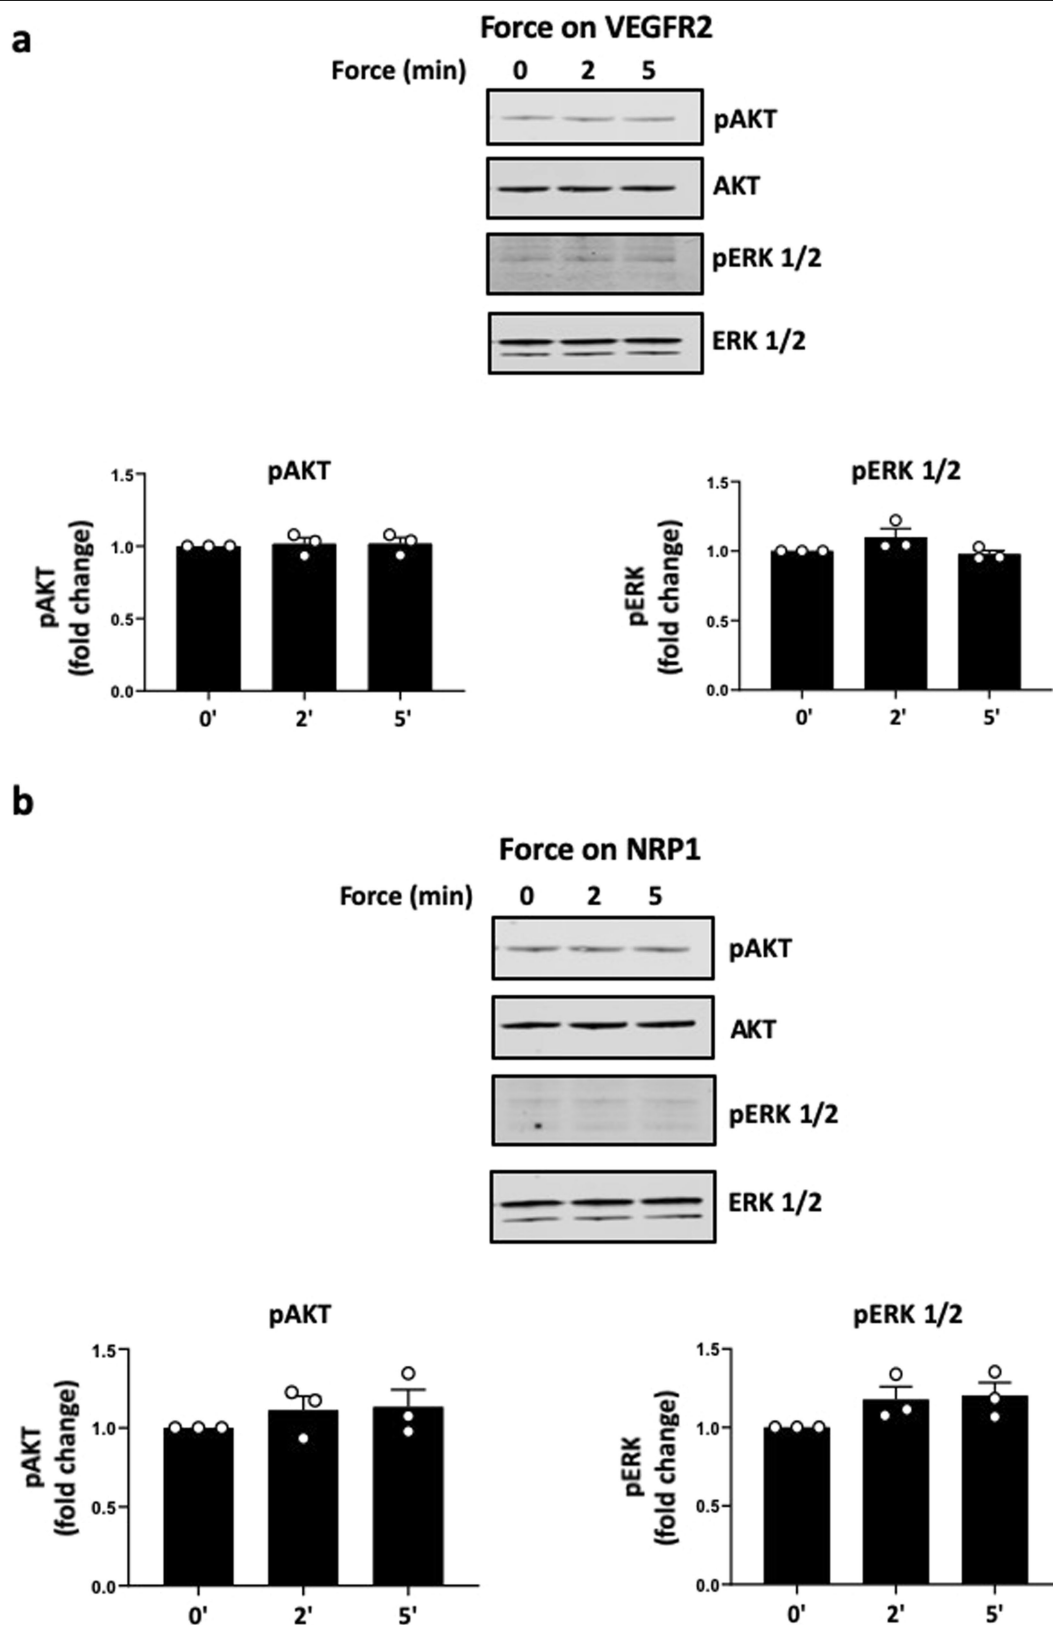 a
Force on VEGFR2
Force (min) 0 2 5
pAKT
AKT
pERK 1/2
ERK 1/2
pAKT
pAKT
(fold change)
1.5
1.0
0.5
0.0
0' 2' 5'
pERK 1/2
pERK
(fold change)
1.5
1.0
0.5
0.0
0' 2' 5'
b
Force on NRP1
Force (min) 0 2 5
pAKT
AKT
pERK 1/2
ERK 1/2
pAKT
pAKT
(fold change)
1.5
1.0
0.5
0.0
0' 2' 5'
pERK 1/2
pERK
(fold change)
1.5
1.0
0.5
0.0
0' 2' 5'